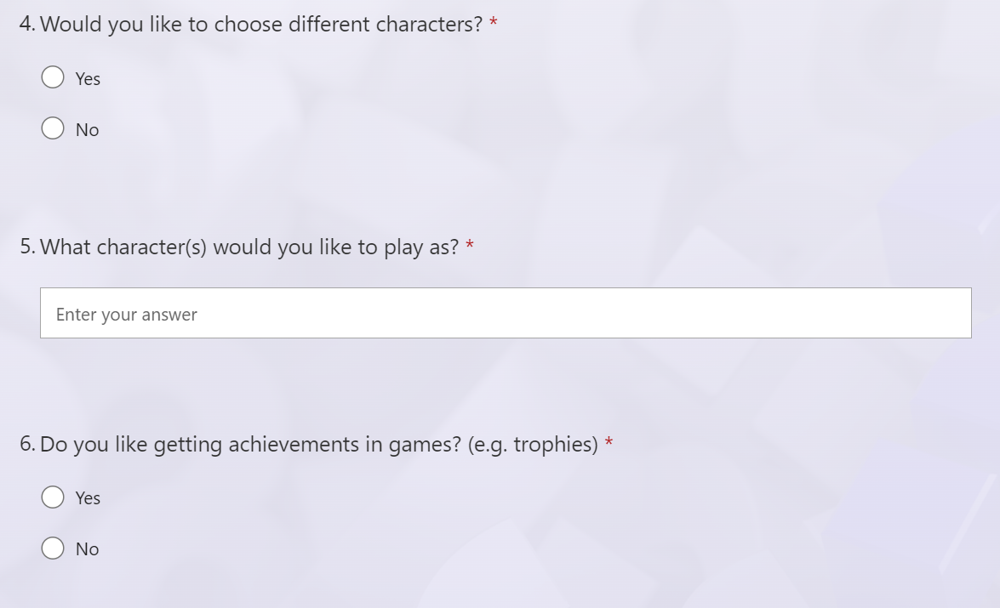 4. Would you like to choose different characters? *
Yes
No
5. What character(s) would you like to play as? *
Enter your answer
6. Do you like getting achievements in games? (e.g. trophies) *
Yes
No